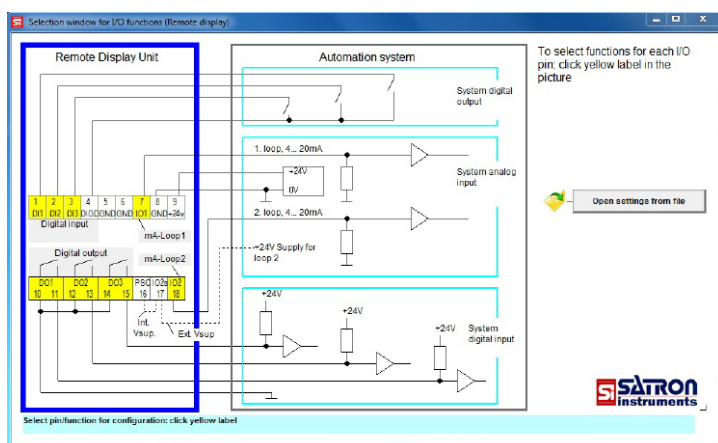 Selection window for I/O functions (Remote display)
Remote Display Unit
Automation system
To select functions for each I/O
pin: click yellow label in the
picture
System digital
output
1. loop, 4... 20mA
+24V
0V
System analog
input
2. loop, 4... 20mA
+24V Supply for
loop 2
1 2 3 4 5 6 7 8 9
DI1 DI2 DI3 DIGD GND GND IO1 GND +24v
Digital input
mA-Loop1
Digital output
mA-Loop2
DO1 DO2 DO3 PSO IO2s IO2
10 11 12 13 14 15 16 17 18
Int.
Vsup.
Ext. Vsup
+24V
+24V
+24V
System
digital input
Open settings from file
SATRON
instruments
Select pin/function for configuration: click yellow label